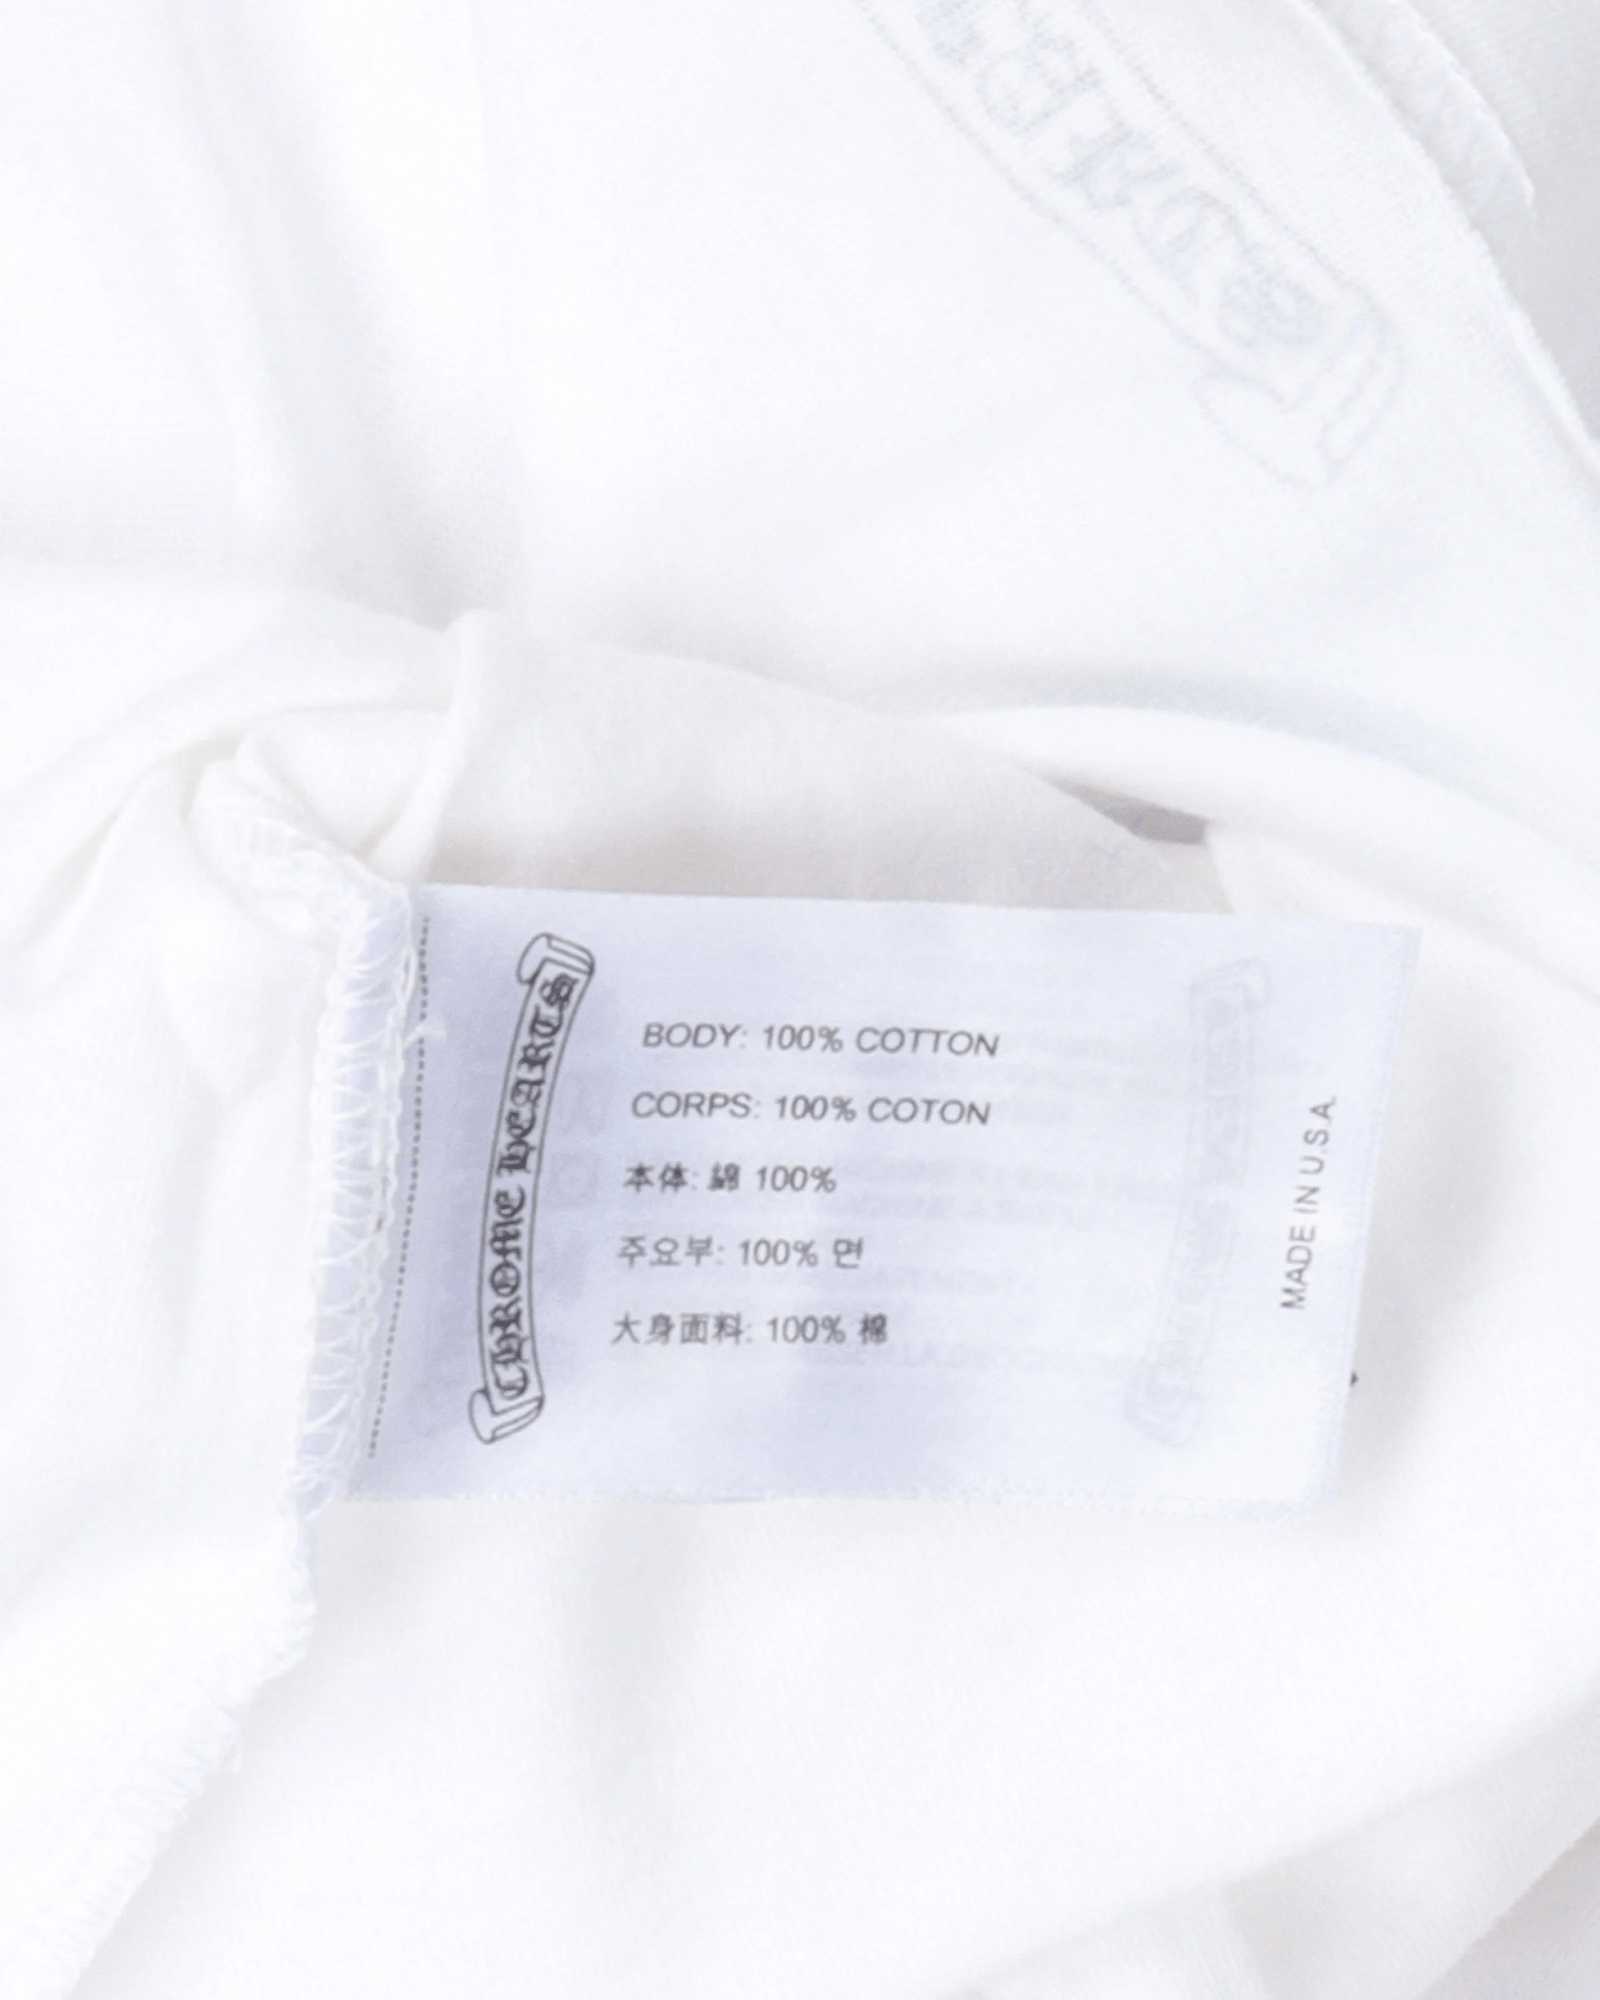 CHROME HEARTS
BODY: 100% COTTON
CORPS: 100% COTON
本体: 綿 100%
주요부: 100% 면
大身面料: 100% 棉
MADE IN U.S.A.